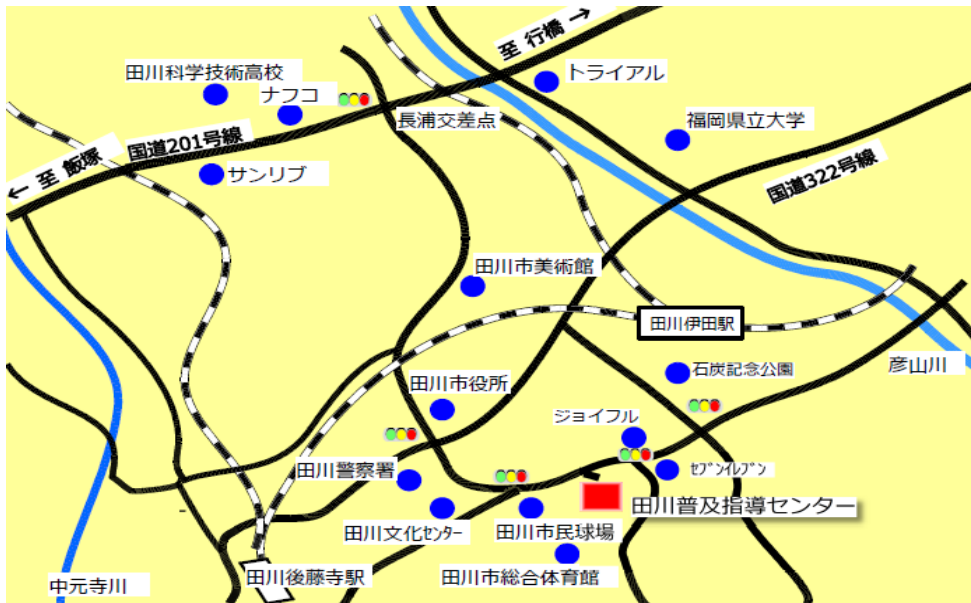 至 行橋 →
田川科学技術高校
トライアル
ナフコ
長浦交差点
福岡県立大学
国道201号線
← 至 飯塚
サンリブ
国道322号線
田川市美術館
田川伊田駅
彦山川
石炭記念公園
田川市役所
ジョイフル
田川警察署
ｾﾌﾞﾝｲﾚﾌﾞﾝ
田川普及指導センター
田川文化ｾﾝﾀｰ
田川市民球場
田川後藤寺駅
田川市総合体育館
中元寺川